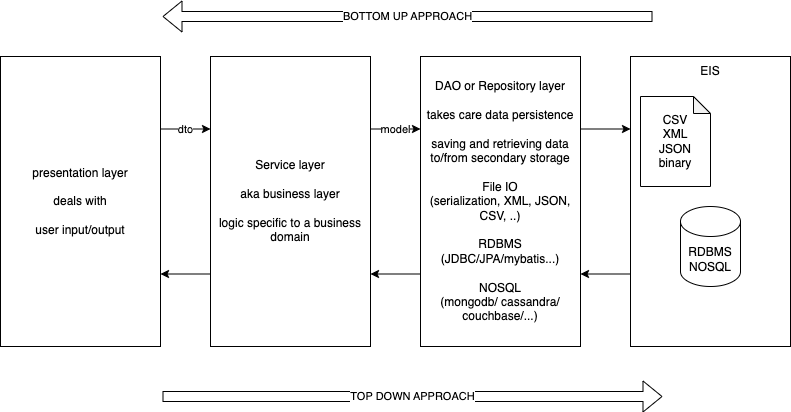 BOTTOM UP APPROACH
presentation layer
deals with
user input/output
dto
Service layer
aka business layer
logic specific to a business
domain
model
DAO or Repository layer
takes care data persistence
saving and retrieving data
to/from secondary storage
File IO
(serialization, XML, JSON,
CSV, ..)
RDBMS
(JDBC/JPA/mybatis...)
NOSQL
(mongodb/ cassandra/
couchbase/...)
EIS
CSV
XML
JSON
binary
RDBMS
NOSQL
TOP DOWN APPROACH